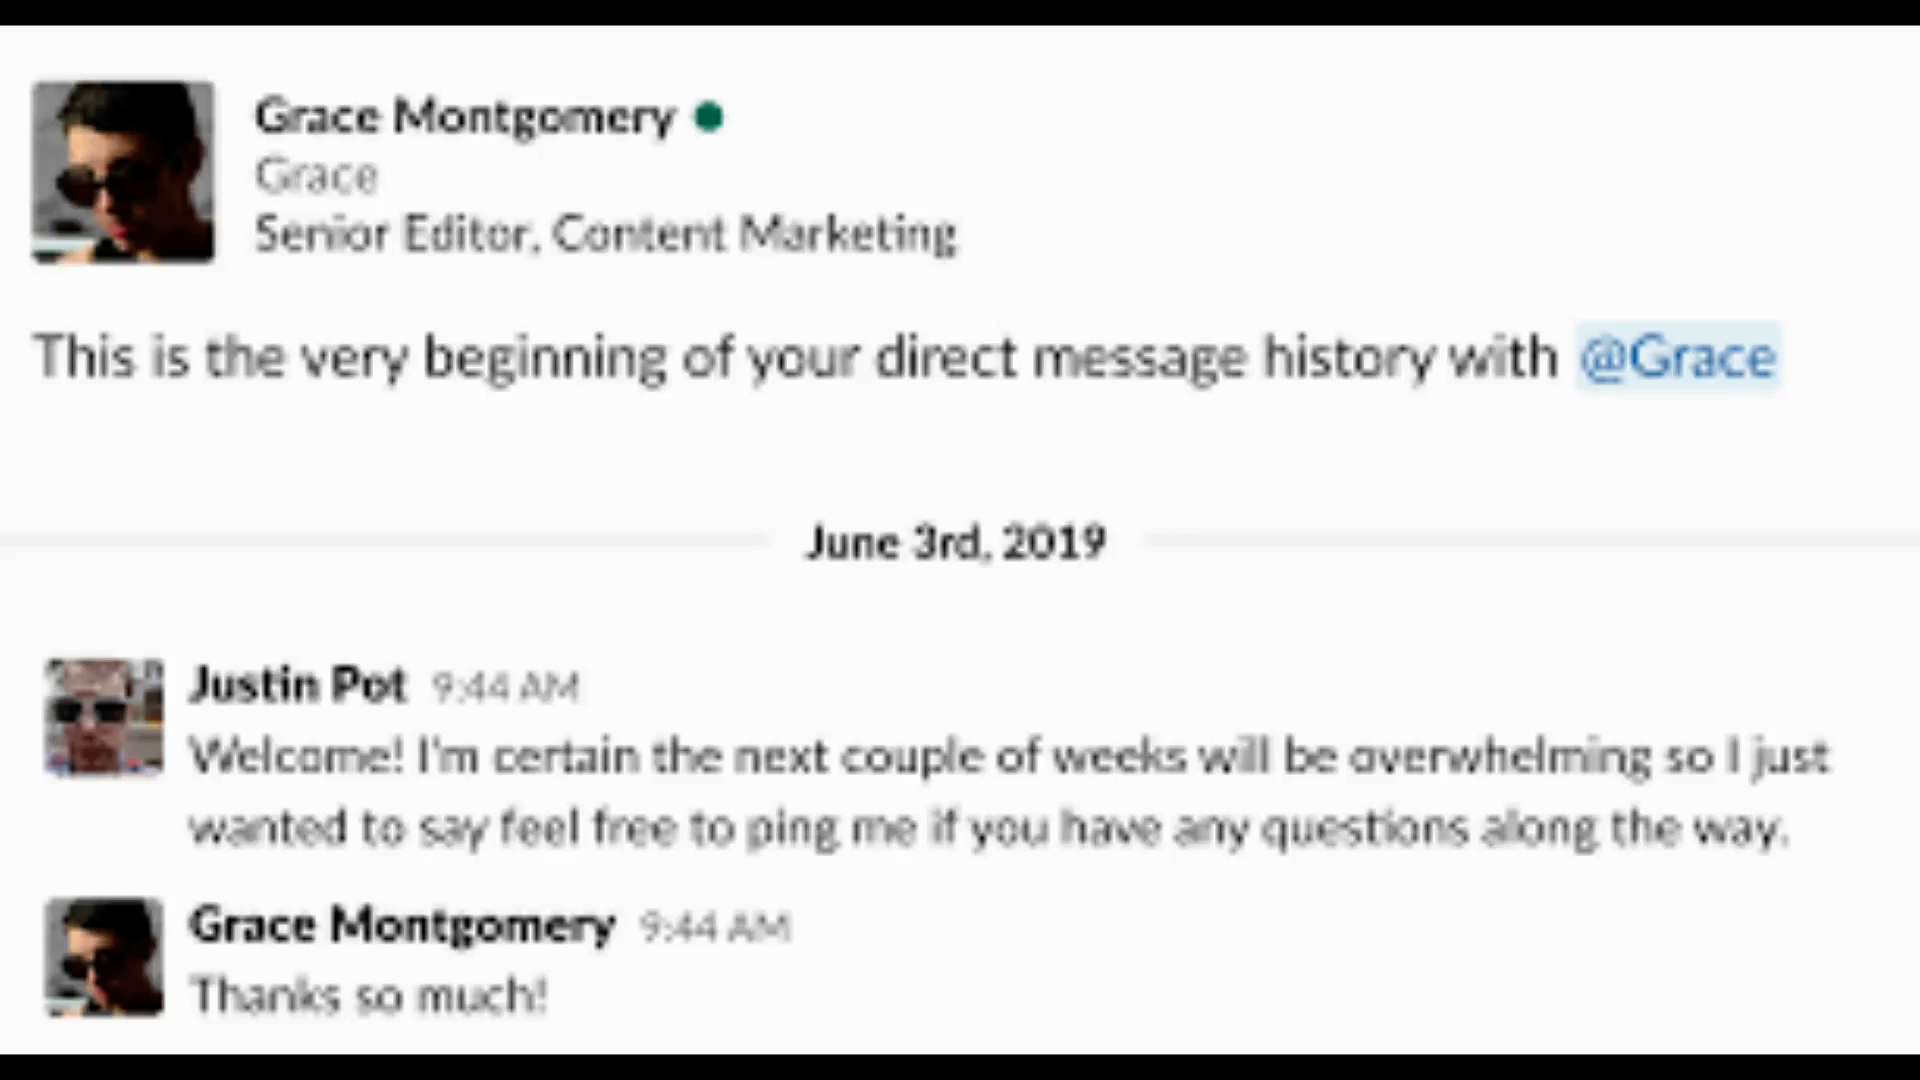 Grace Montgomery
Grace
Senior Editor, Content Marketing
This is the very beginning of your direct message history with @Grace
June 3rd, 2019
Justin Pot 9:44 AM
Welcome! I'm certain the next couple of weeks will be overwhelming so I just
wanted to say feel free to ping me if you have any questions along the way.
Grace Montgomery 9:44 AM
Thanks so much!